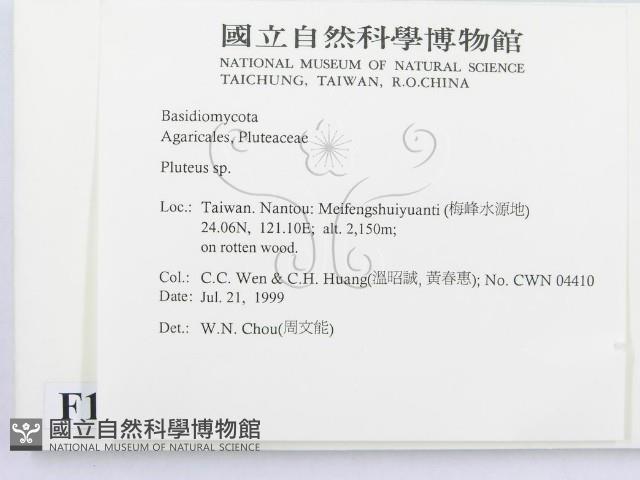 國立自然科學博物館
NATIONAL MUSEUM OF NATURAL SCIENCE
TAICHUNG, TAIWAN, R.O.CHINA
Basidiomycota
Agaricales, Pluteaceae
Pluteus sp.
Loc.: Taiwan. Nantou: Meifengshuiyuanti (梅峰水源地)
24.06N, 121.10E; alt. 2,150m;
on rotten wood.
Col.: C.C. Wen & C.H. Huang(溫昭誠, 黃春惠); No. CWN 04410
Date: Jul. 21, 1999
Det.: W.N. Chou(周文能)
F1
國立自然科學博物館
NATIONAL MUSEUM OF NATURAL SCIENCE